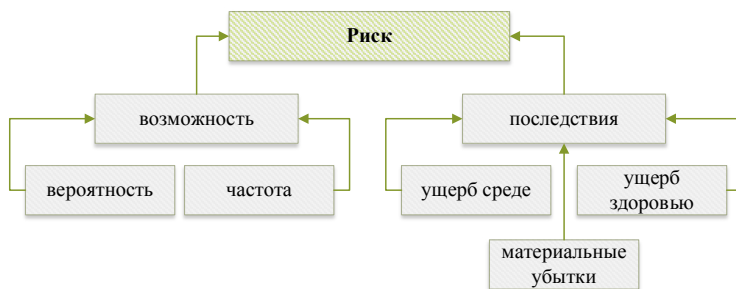 Риск
возможность
последствия
вероятность
частота
ущерб среде
ущерб
здоровью
материальные
убытки